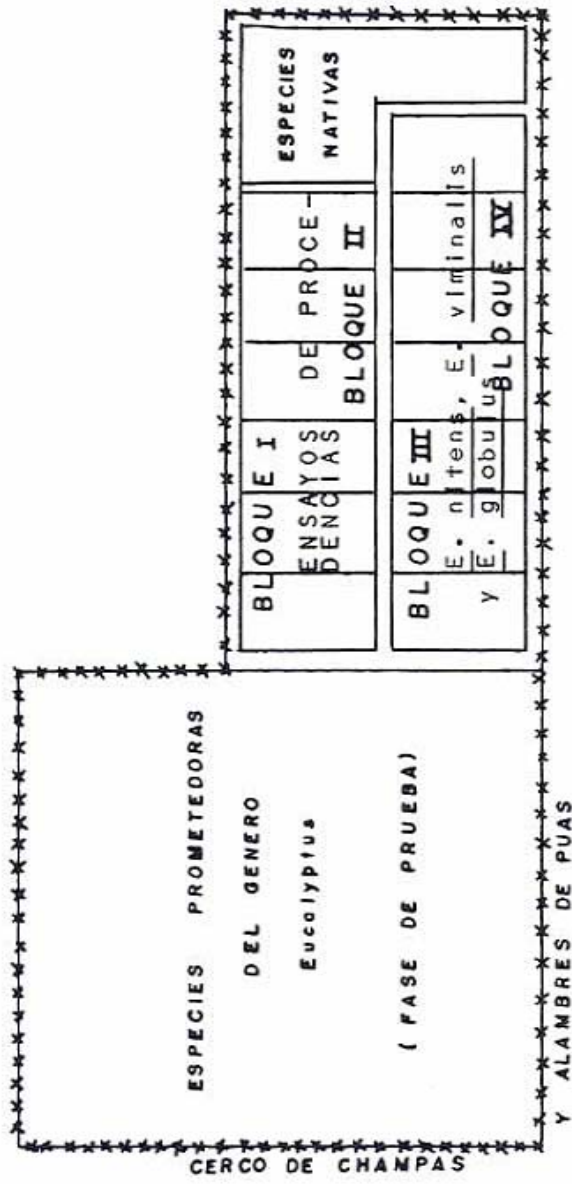 ESPECIES PROMETEDORAS
DEL GENERO
Eucalyptus
( FASE DE PRUEBA)
BLOQUE I
ENSAYOS DE PROCE-
DENCIAS
BLOQUE II
ESPECIES
NATIVAS
BLOQUE III
E. nitens, E. viminalis
y E. globulus
BLOQUE IV
CERCO DE CHAMPAS
Y ALAMBRES DE PUAS